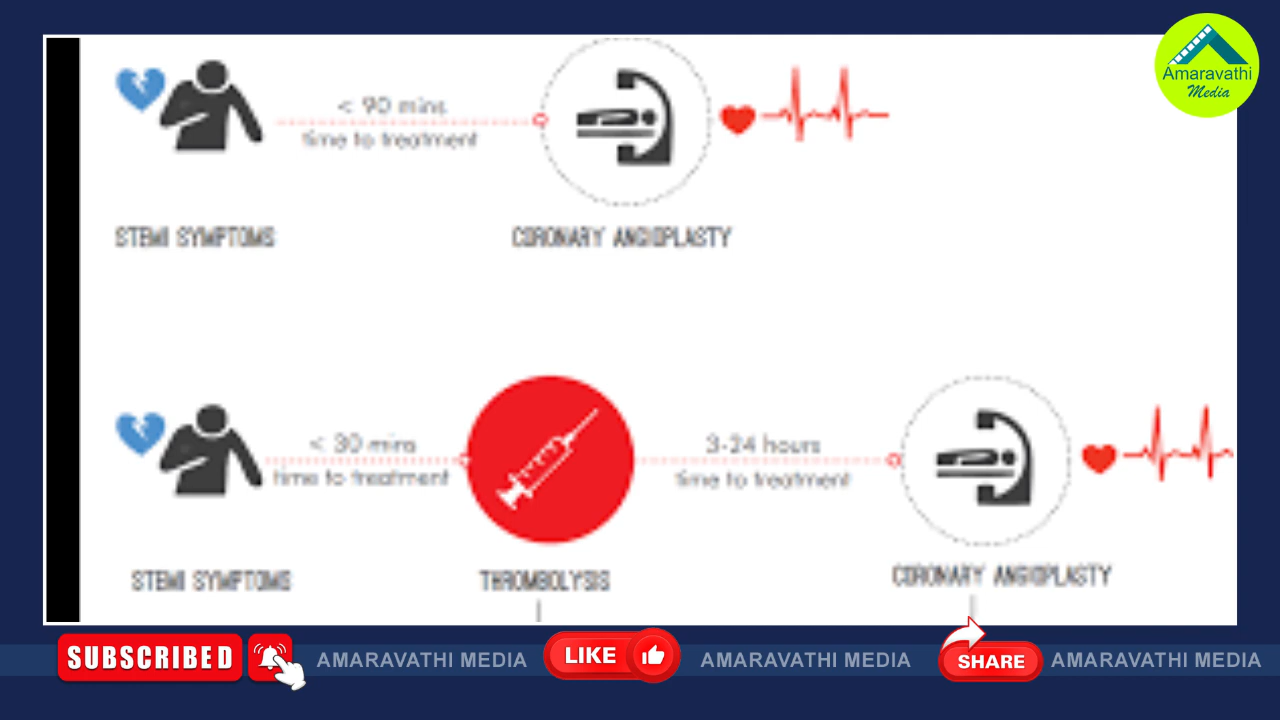 Amaravathi
Media
< 90 mins
time to treatment
STEMI SYMPTOMS
CORONARY ANGIOPLASTY
< 30 mins
time to treatment
3-24 hours
time to treatment
STEMI SYMPTOMS
THROMBOLYSIS
CORONARY ANGIOPLASTY
SUBSCRIBED
AMARAVATHI MEDIA
LIKE
AMARAVATHI MEDIA
SHARE
AMARAVATHI MEDIA